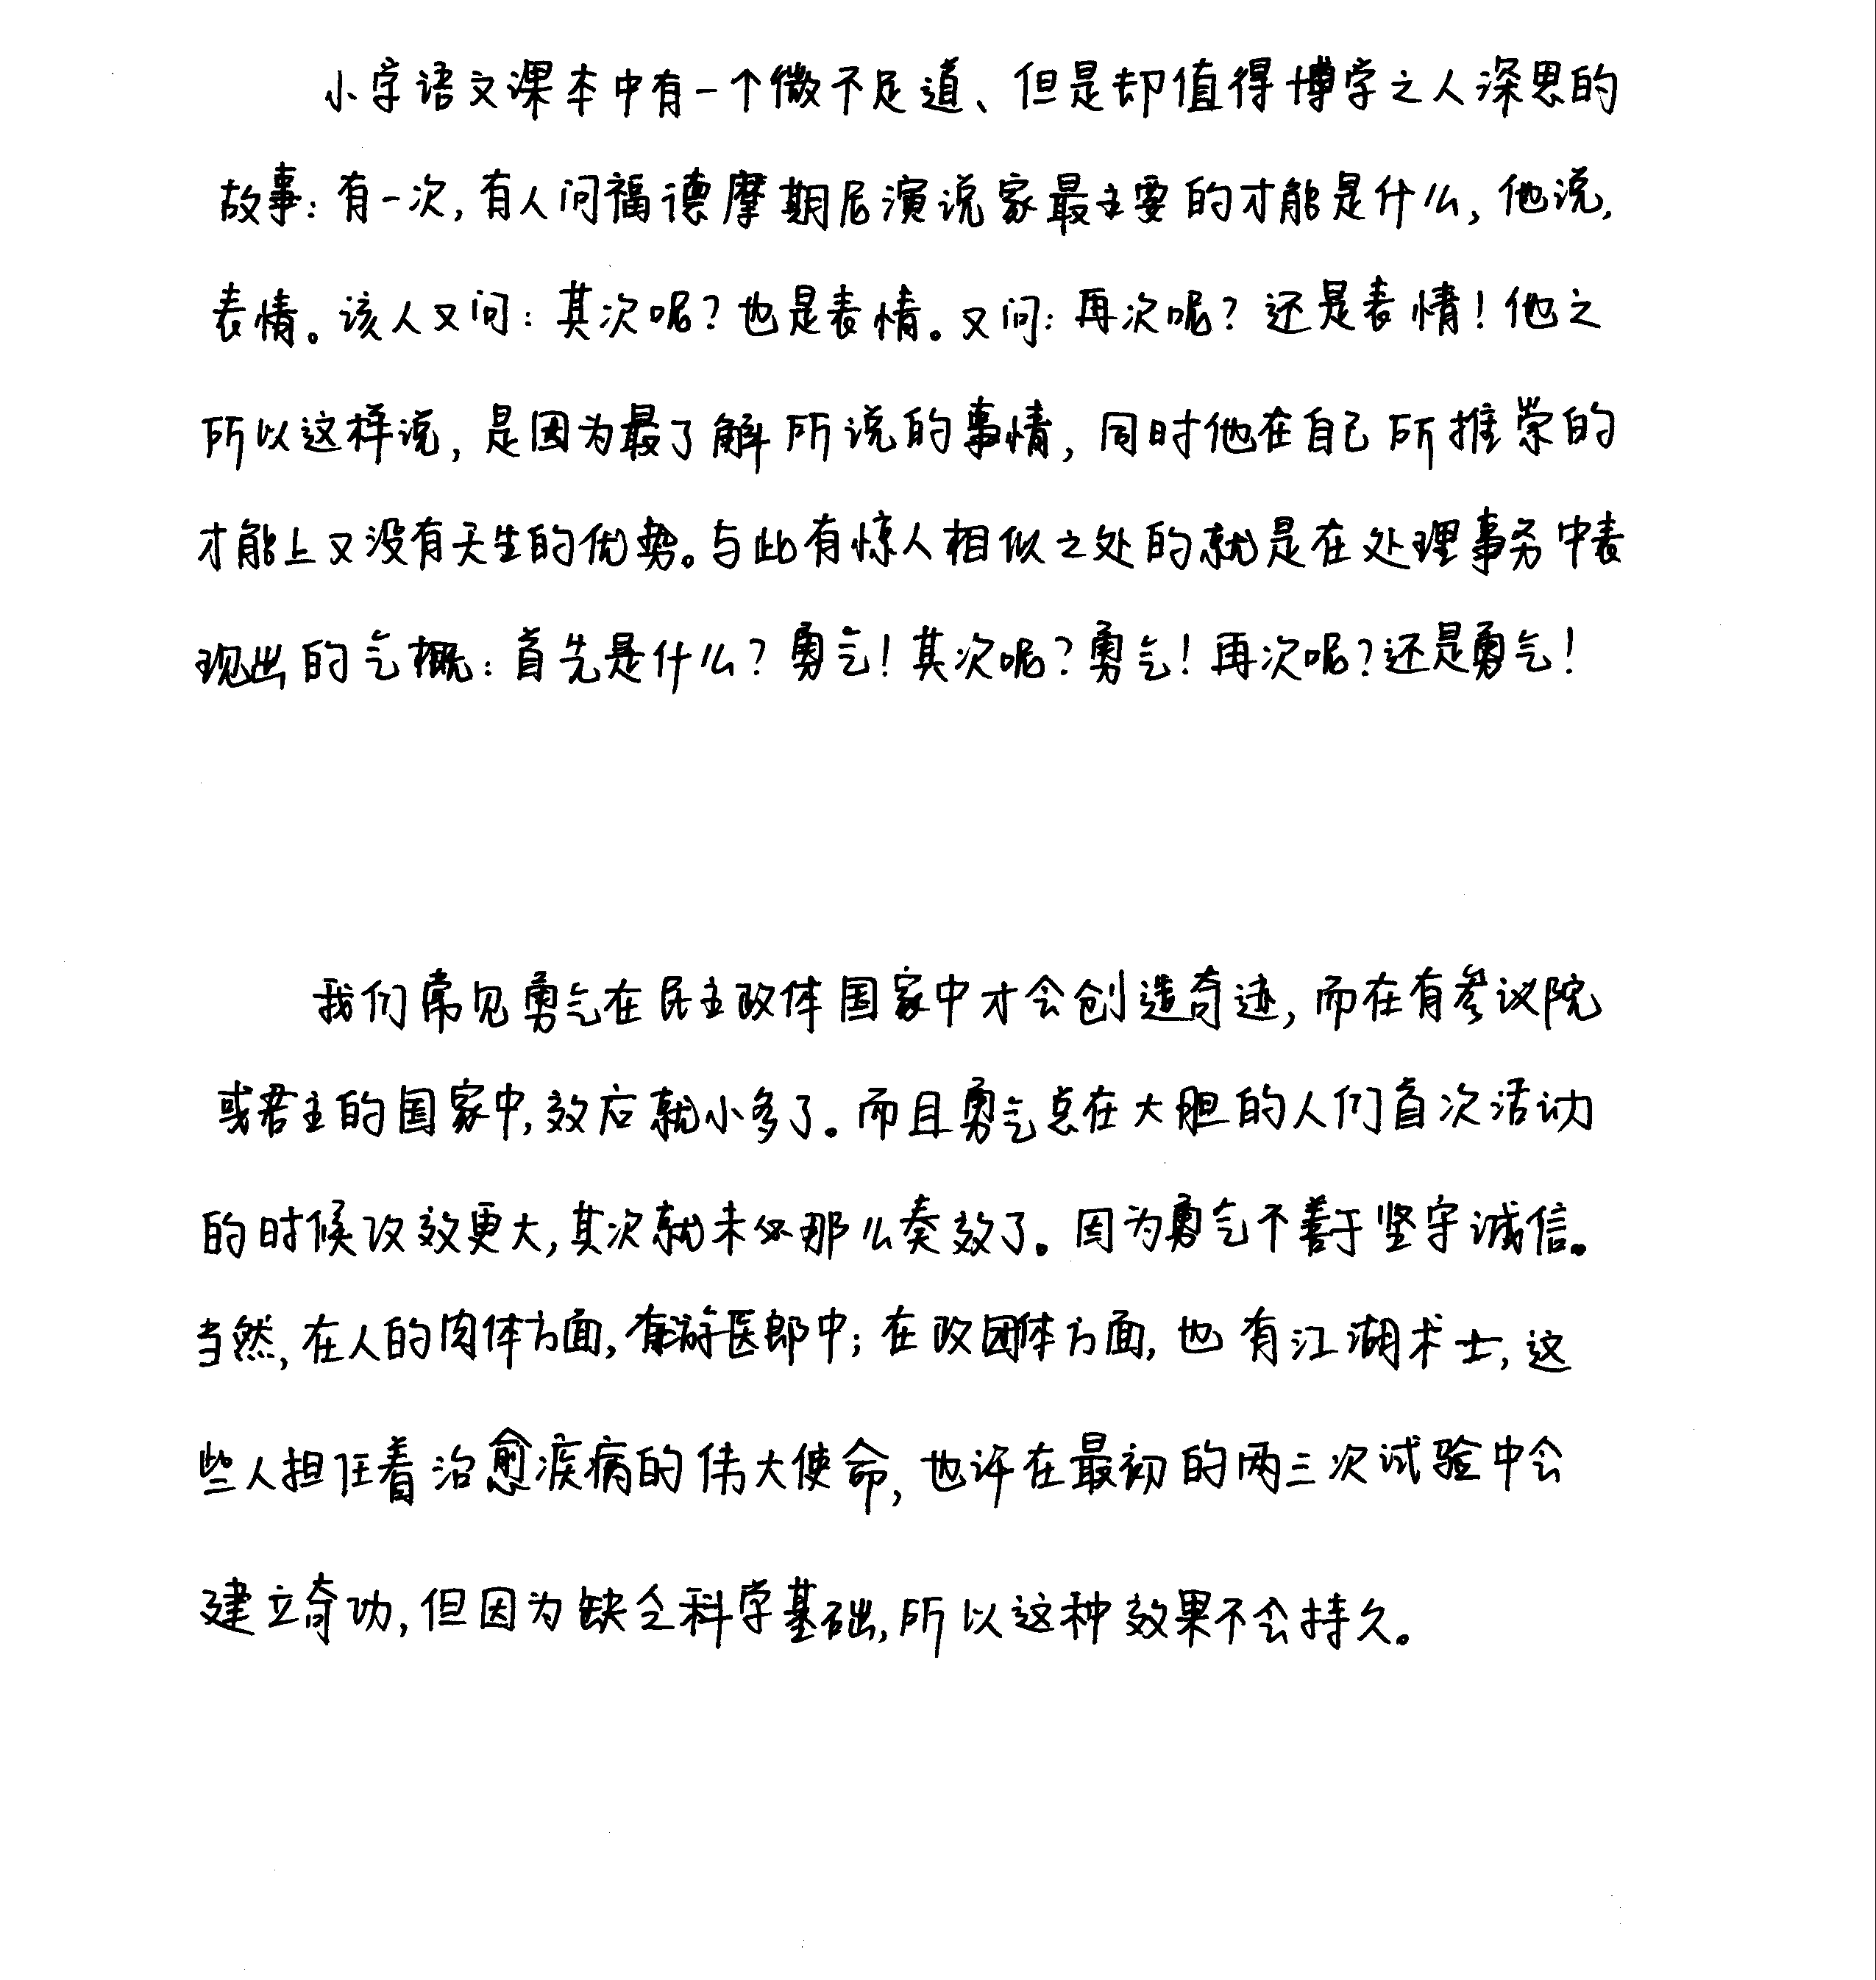 小学语文课本中有一个微不足道、但是却值得博学之人深思的
故事：有一次，有人问福德摩期尼演说家最主要的才能是什么，他说，
表情。该人又问：其次呢？也是表情。又问：再次呢？还是表情！他之
所以这样说，是因为最了解所说的事情，同时他在自己所推崇的
才能上又没有天生的优势。与此有惊人相似之处的就是在处理事务中表
现出的气概：首先是什么？勇气！其次呢？勇气！再次呢？还是勇气！
我们常见勇气在民主政体国家中才会创造奇迹，而在有参议院
或君主的国家中，效后就小多了。而且勇气总在大胆的人们首次活动
的时候攻效更大，其次就未必那么奏效了。因为勇气不善于坚守诚信。
当然，在人的肉体方面，有游医郎中；在政团体方面，也有江湖术士，这
些人担任着治愈疾病的伟大使命，也许在最初的两三次试验中会
建立奇功，但因为缺乏科学基础，所以这种效果不会持久。